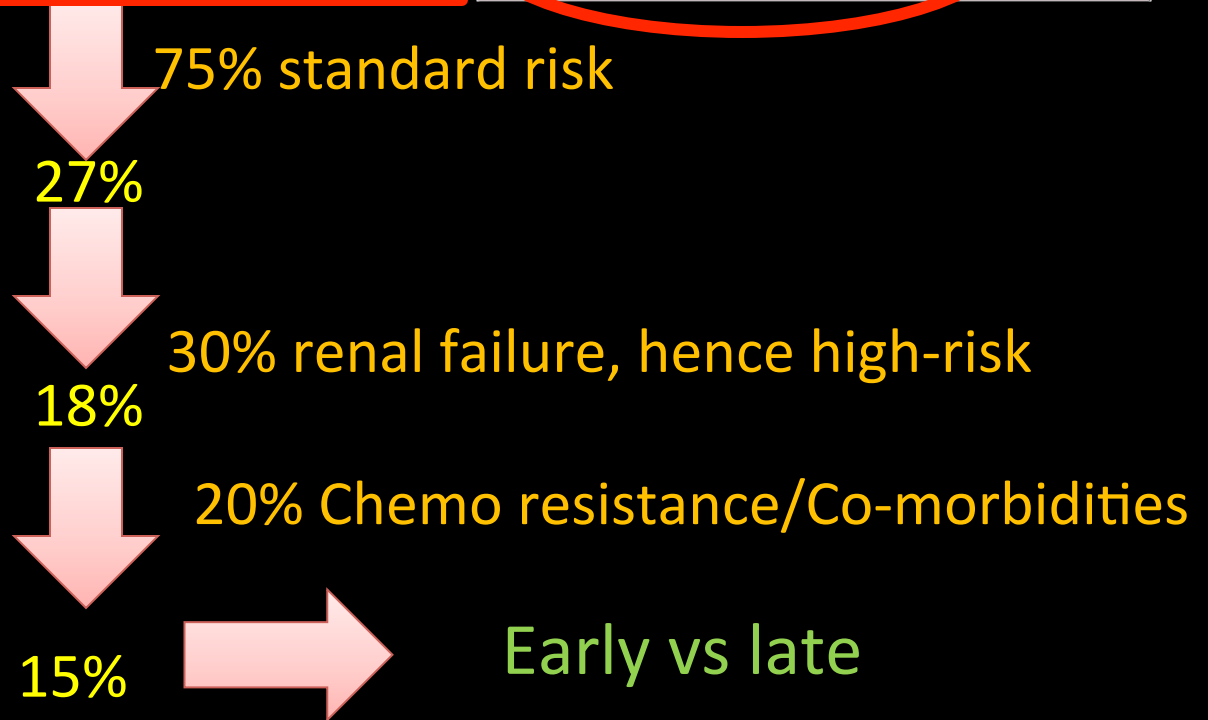 75% standard risk
27%
30% renal failure, hence high-risk
18%
20% Chemo resistance/Co-morbidities
Early vs late
15%